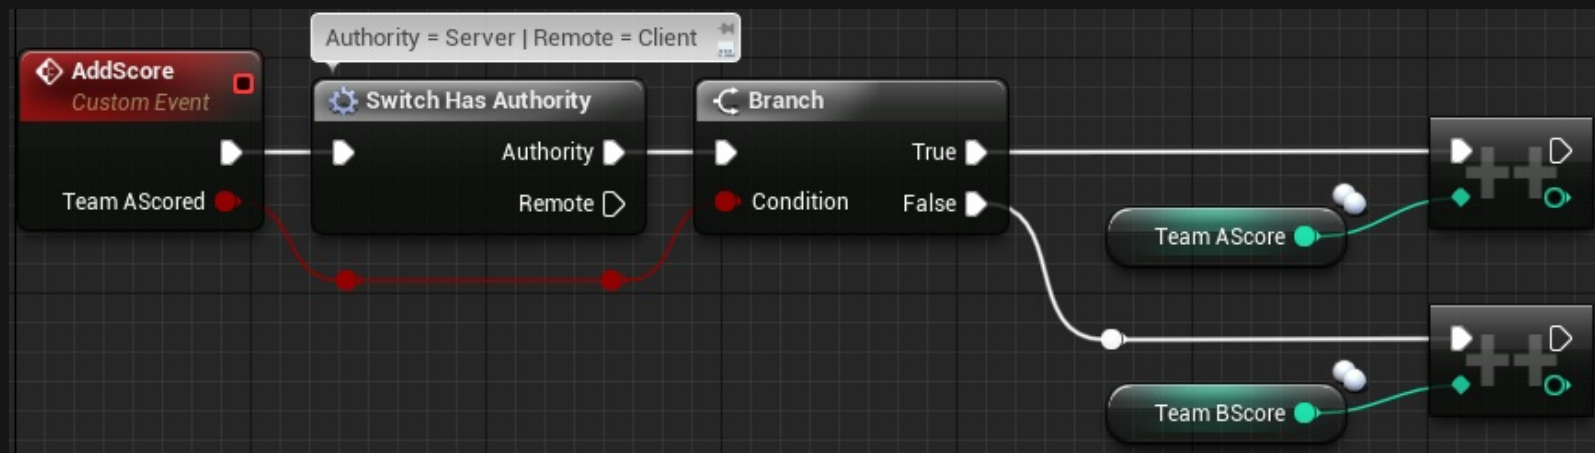 Authority = Server | Remote = Client
AddScore
Custom Event
Team AScored
Switch Has Authority
Authority
Remote
Branch
Condition
True
False
Team AScore
++
Team BScore
++